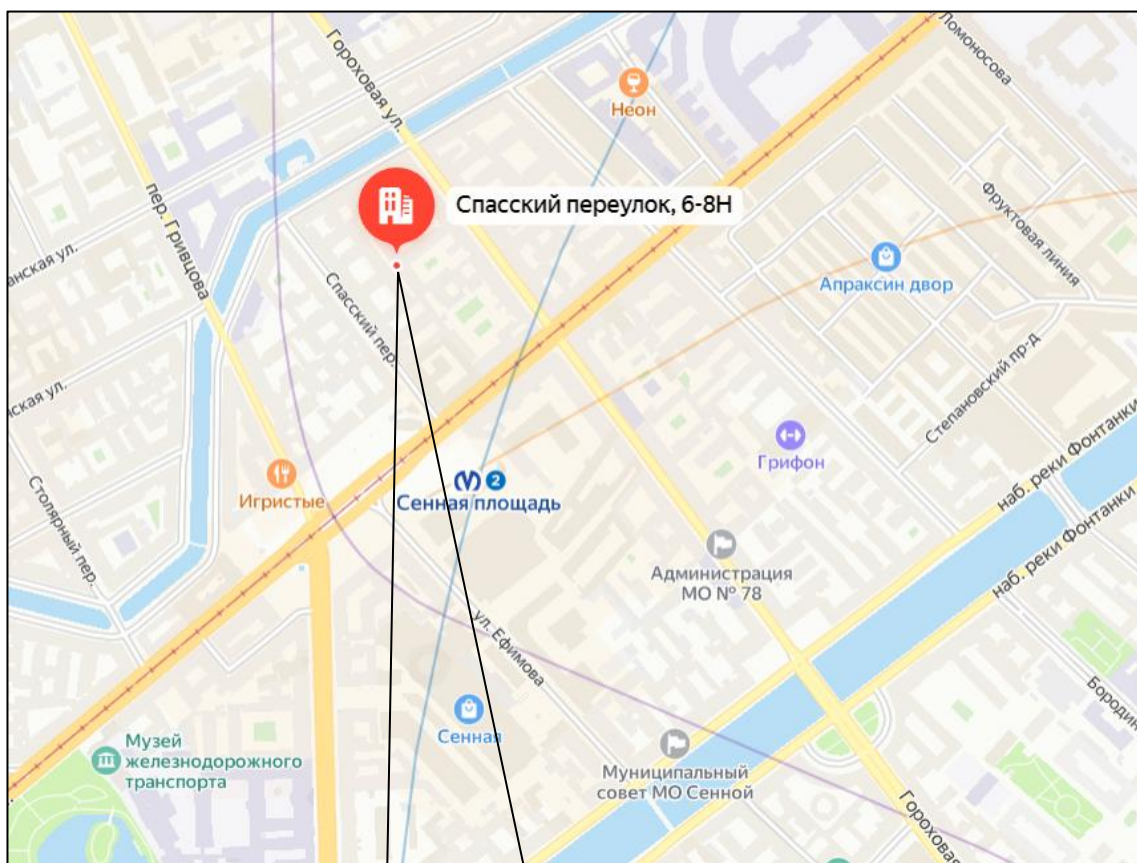 Ломоносова
Гороховая ул.
Неон
Спасский переулок, 6-8Н
пер. Гривцова
анская ул.
Фруктовая линия
Апраксин двор
Спасский пер.
нская ул.
Степановский пр-д
Грифон
наб. реки Фонтанки
Игристые
2
Сенная площадь
Столярный пер.
наб. реки Фонтанки
Администрация
МО № 78
ул. Ефимова
Бородин
Сенная
Музей
железнодорожного
транспорта
Муниципальный
совет МО Сенной
Гороховая